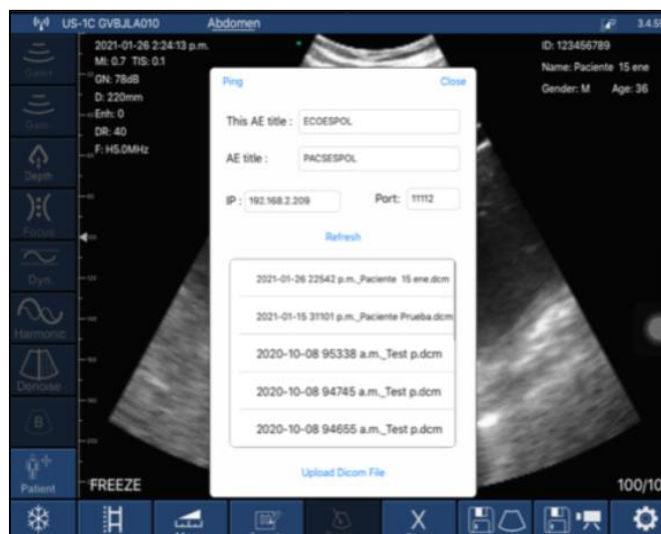 US-1C GVBJLA010 Abdomen 3.4.5
2021-01-26 2:24:13 p.m.
MI: 0.7 TIS: 0.1
GN: 78dB
D: 220mm
Enh: 0
DR: 40
F: H5.0MHz
ID: 123456789
Name: Paciente 15 ene
Gender: M Age: 36
Gain+
Gain-
Depth
Focus
Dyn.
Harmonic
Denoise
B
Patient
Ping Close
This AE title : ECOESPOL
AE title : PACSESPOL
IP : 192.168.2.209 Port: 11112
Refresh
2021-01-26 22542 p.m._Paciente 15 ene.dcm
2021-01-15 31101 p.m._Paciente Prueba.dcm
2020-10-08 95338 a.m._Test p.dcm
2020-10-08 94745 a.m._Test p.dcm
2020-10-08 94655 a.m._Test p.dcm
Upload Dicom File
FREEZE 100/10